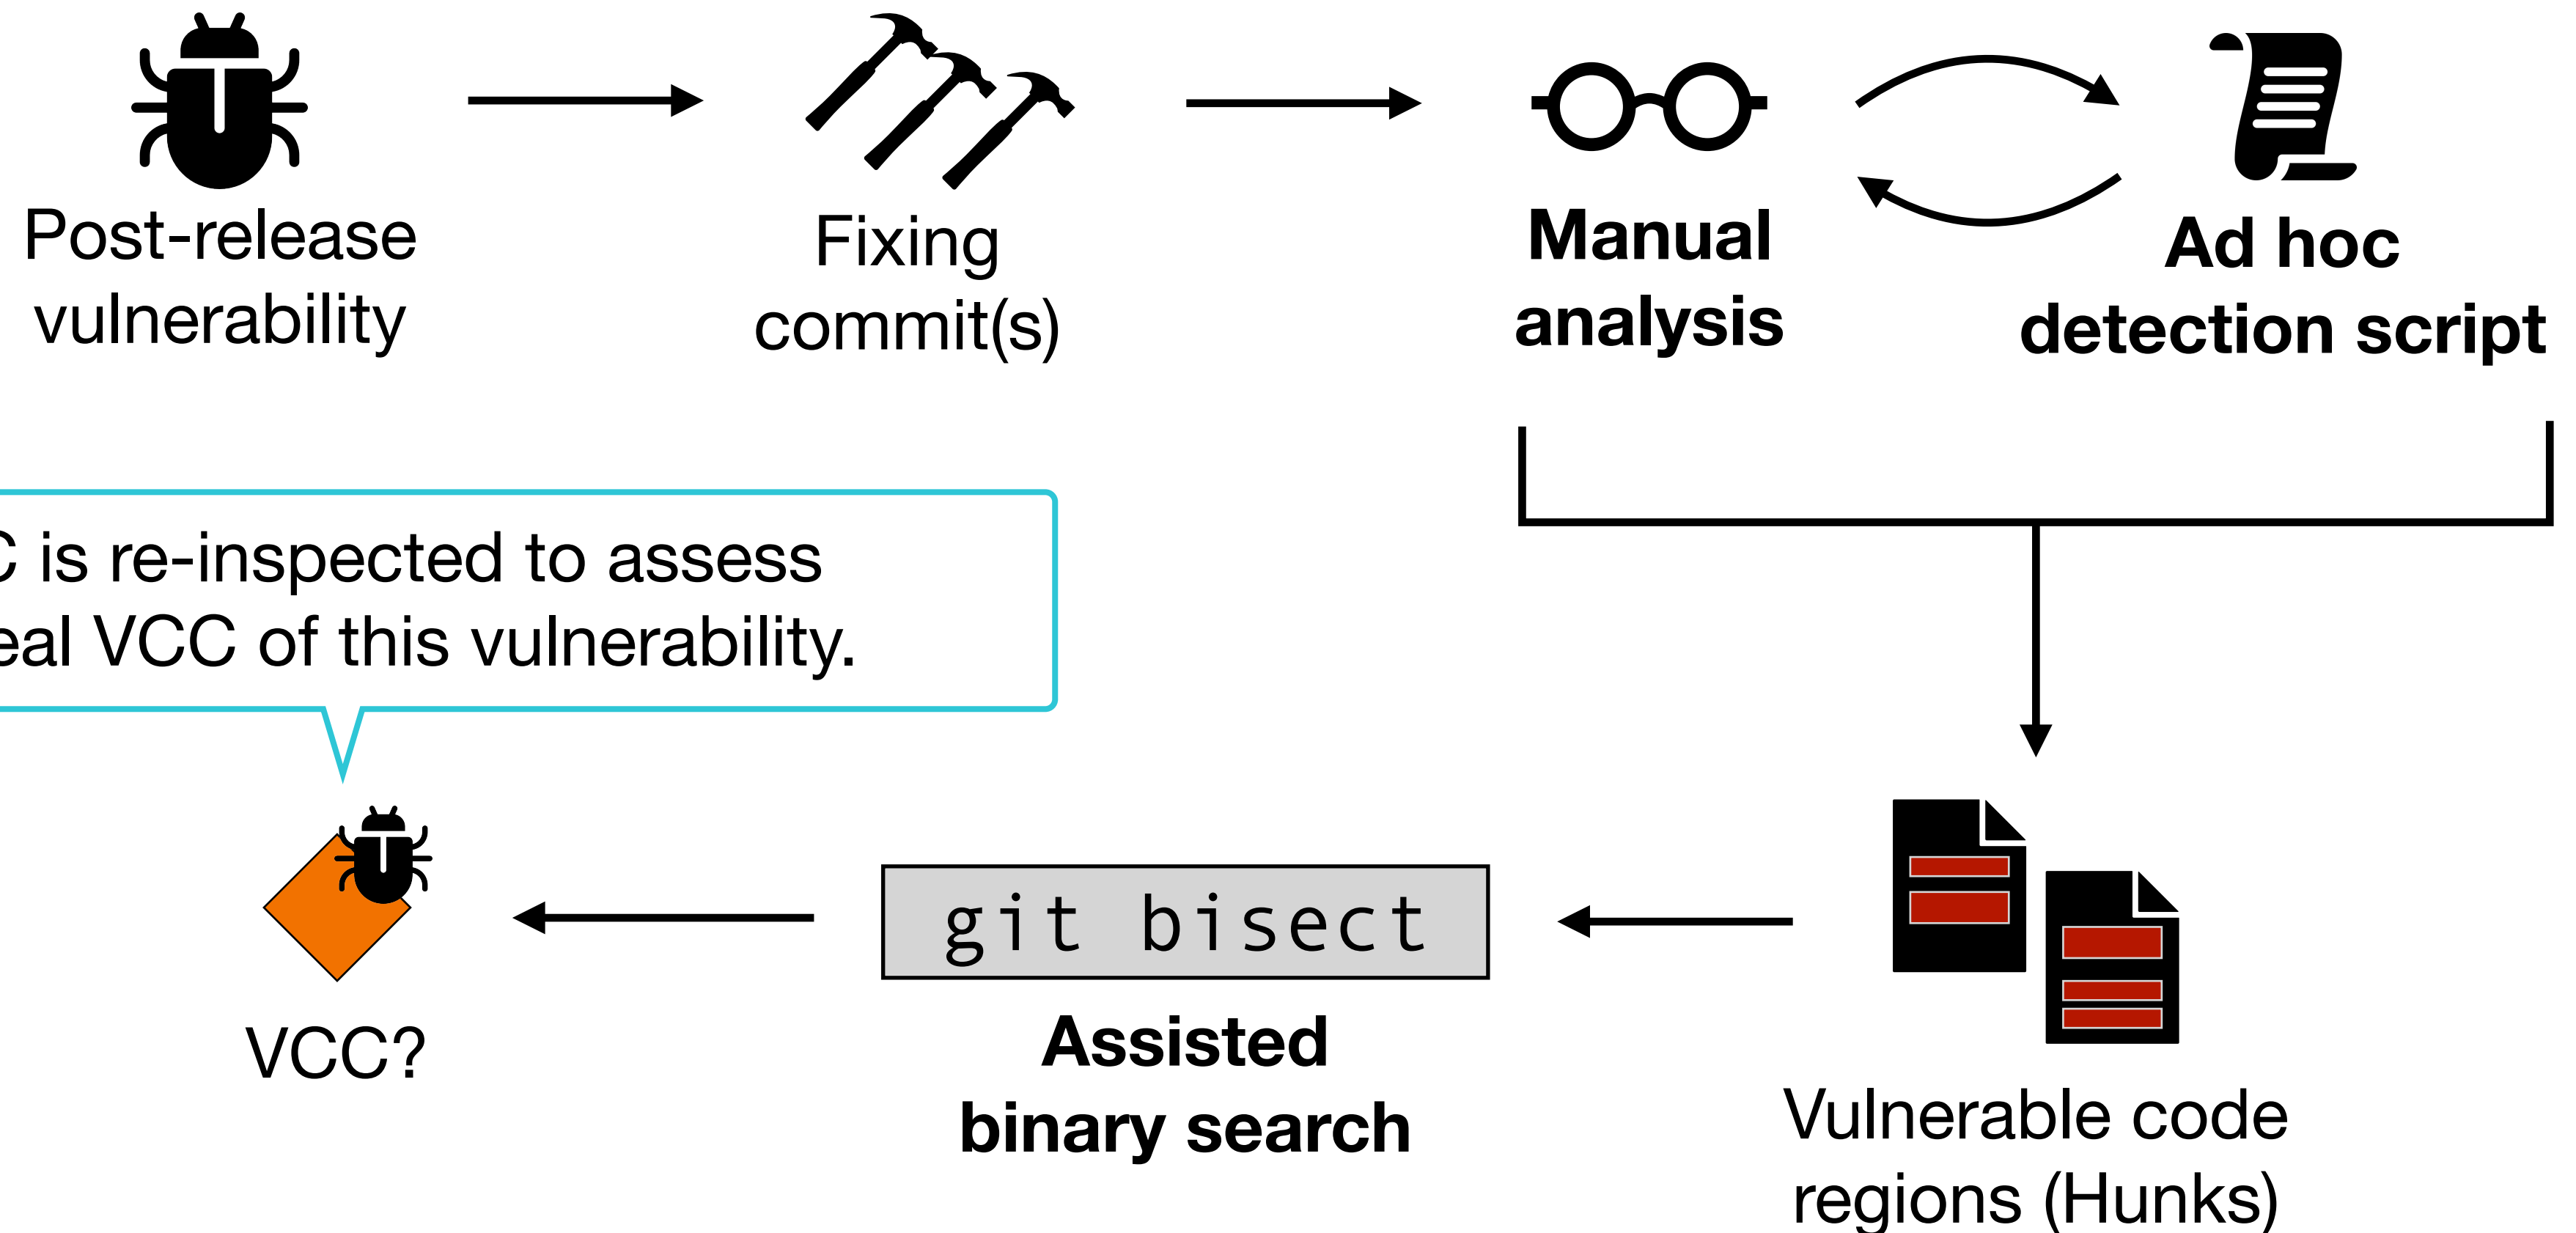 Post-release
vulnerability
Fixing
commit(s)
Manual
analysis
Ad hoc
detection script
is re-inspected to assess
VCC of this vulnerability.
VCC?
git bisect
Assisted
binary search
Vulnerable code
regions (Hunks)